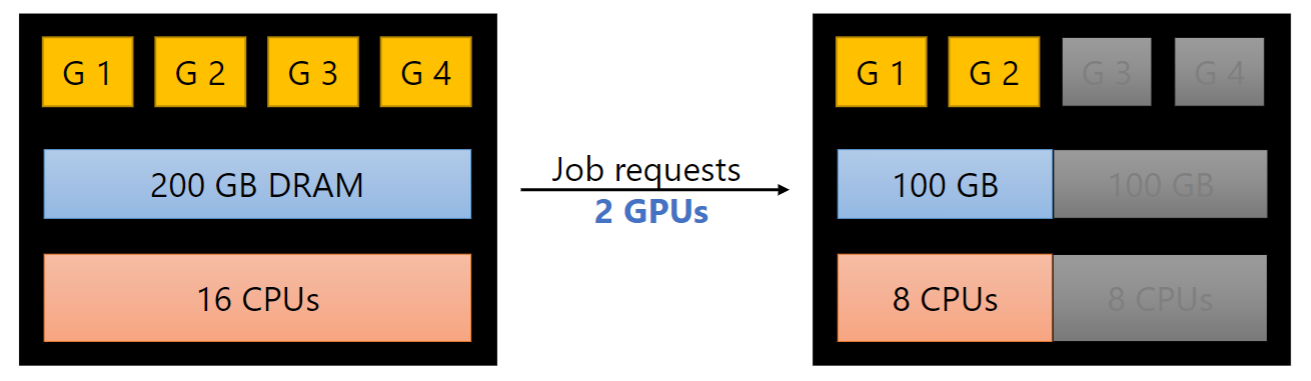 G 1 G 2 G 3 G 4
200 GB DRAM
16 CPUs
Job requests
2 GPUs
G 1 G 2 G 3 G 4
100 GB 100 GB
8 CPUs 8 CPUs